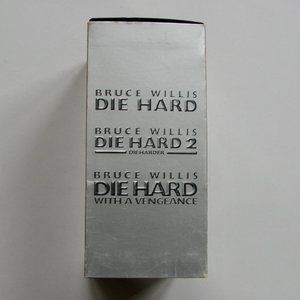 BRUCE WILLIS
DIE HARD
BRUCE WILLIS
DIE HARD 2
DIE HARDER
BRUCE WILLIS
DIE HARD
WITH A VENGEANCE